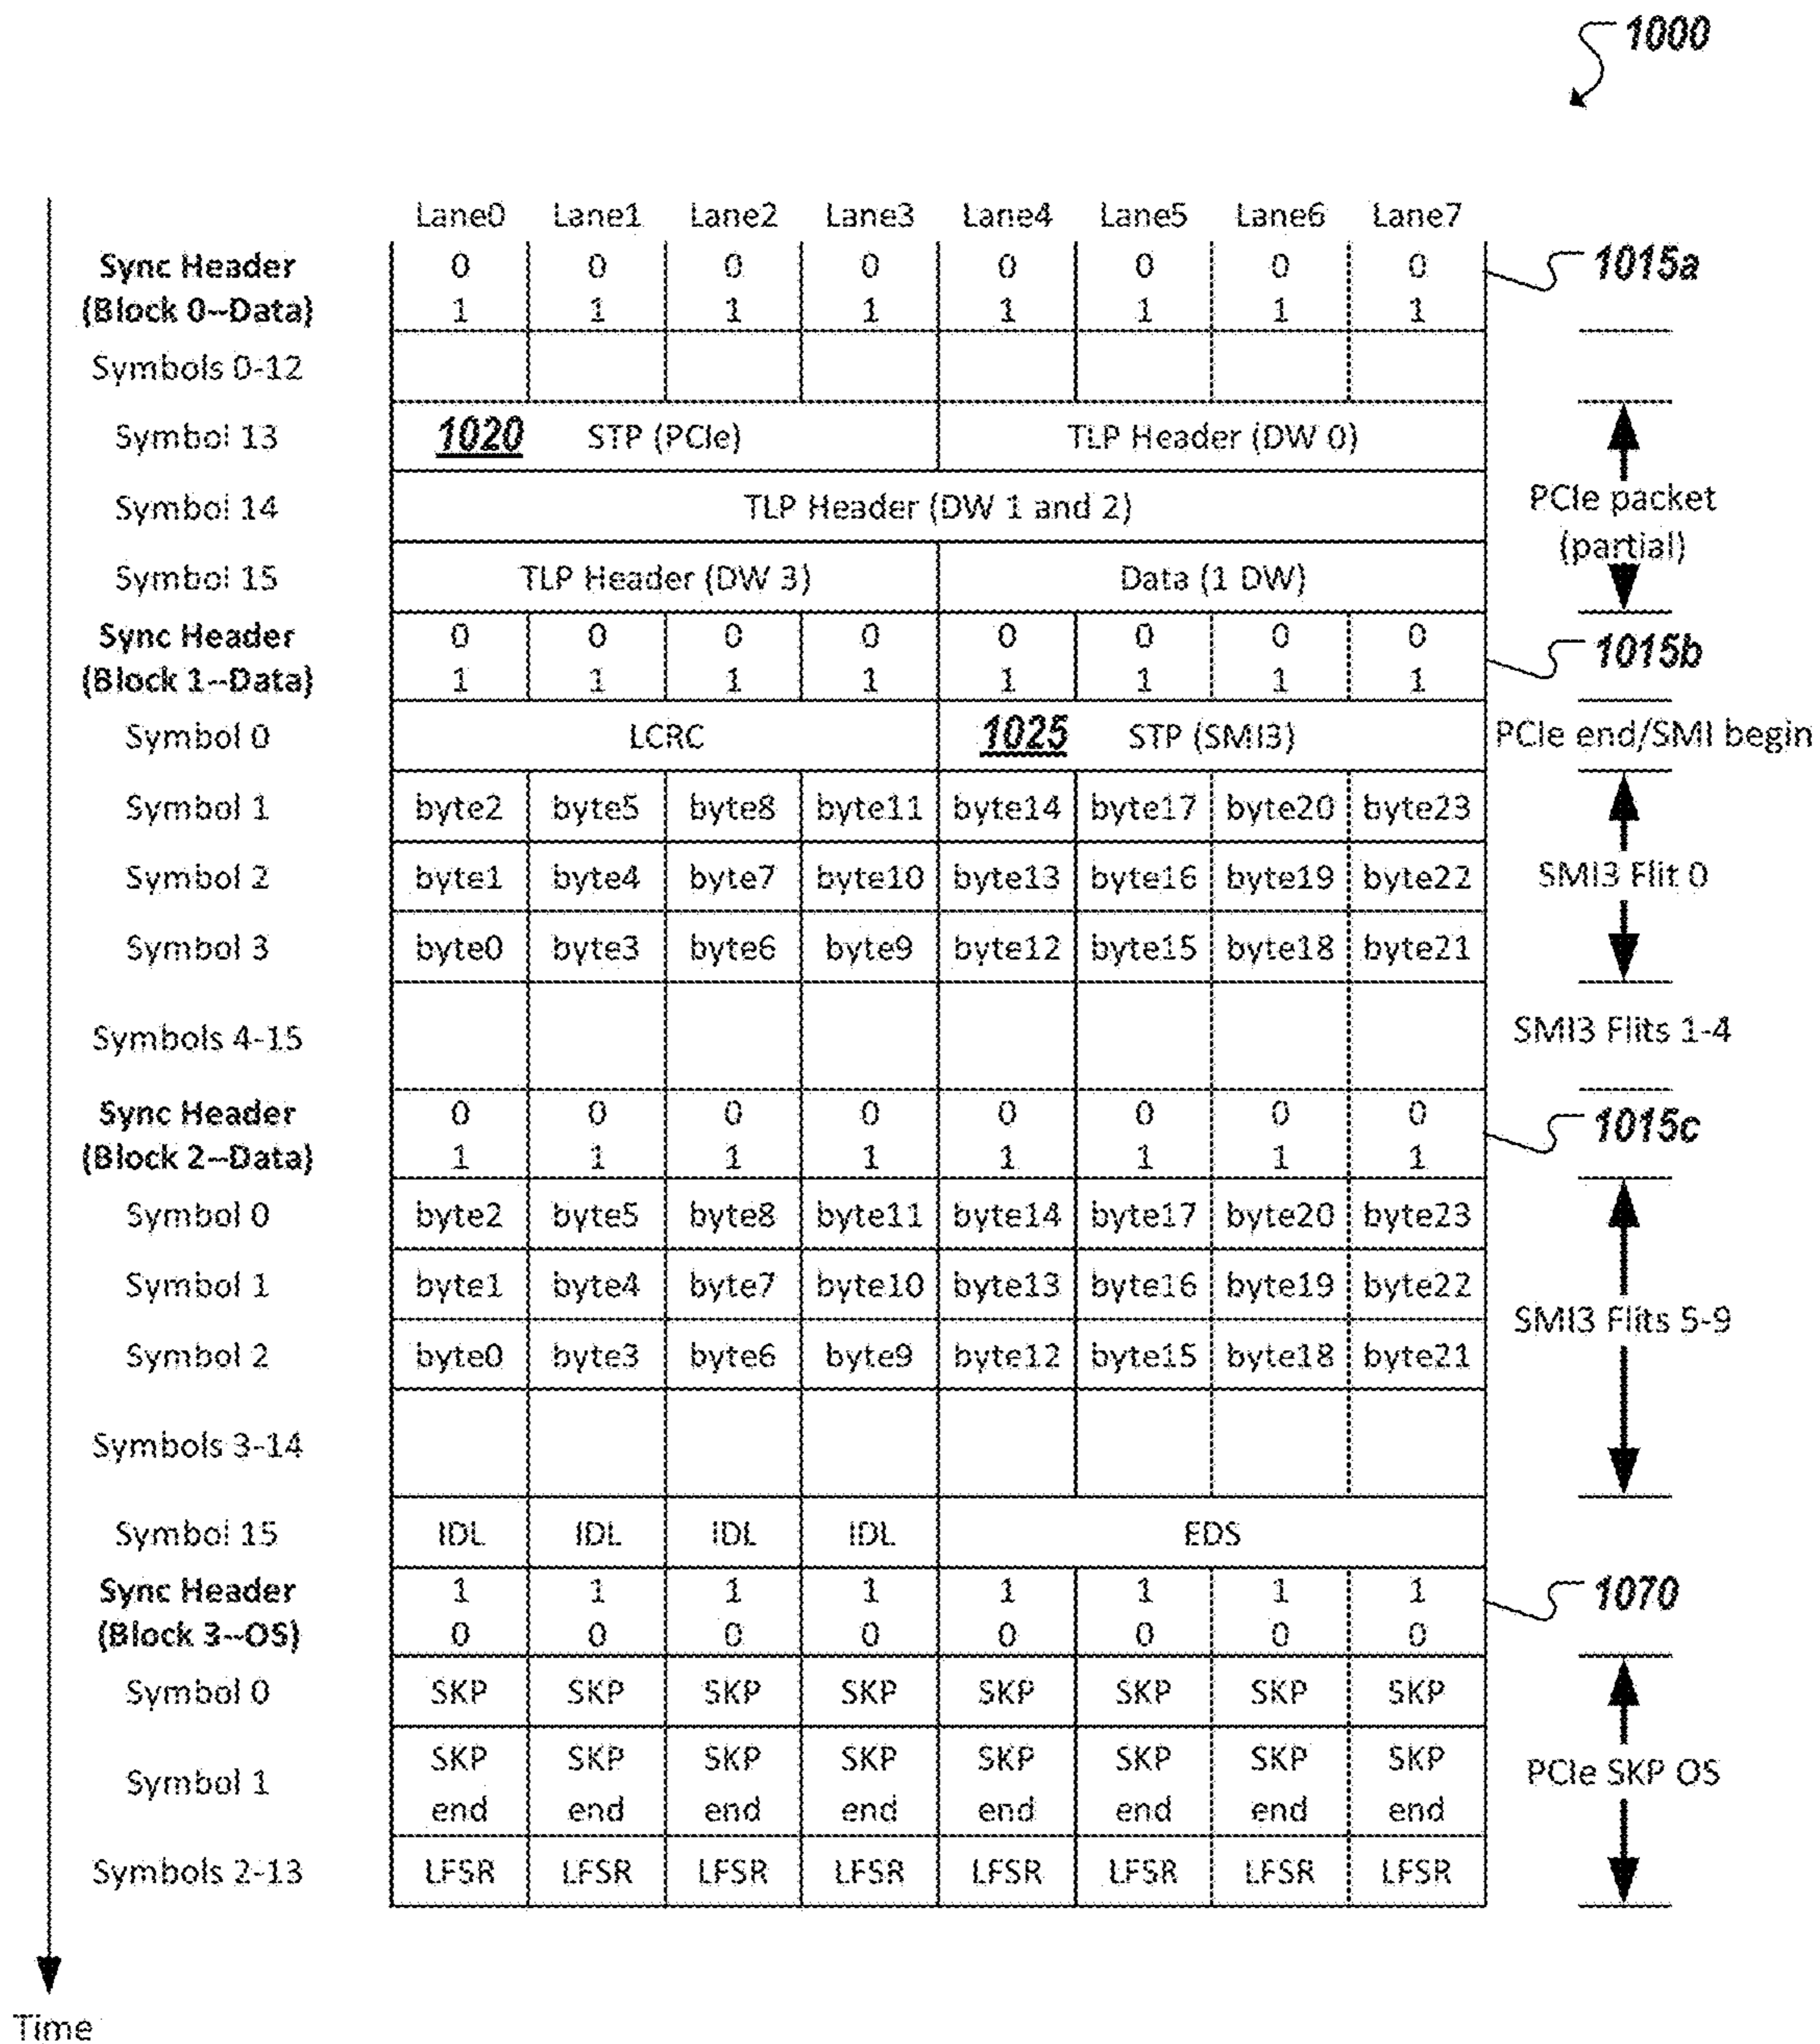 1000
Lane0 Lane1 Lane2 Lane3 Lane4 Lane5 Lane6 Lane7
Sync Header 0 0 0 0 0 0 0 0 1015a
(Block 0--Data) 1 1 1 1 1 1 1 1
Symbols 0-12
Symbol 13 1020 STP (PCIe) TLP Header (DW 0)
Symbol 14 TLP Header (DW 1 and 2) PCIe packet
(partial)
Symbol 15 TLP Header (DW 3) Data (1 DW)
Sync Header 0 0 0 0 0 0 0 0 1015b
(Block 1--Data) 1 1 1 1 1 1 1 1
Symbol 0 LCRC 1025 STP (SMI3) PCIe end/SMI begin
Symbol 1 byte2 byte5 byte8 byte11 byte14 byte17 byte20 byte23
Symbol 2 byte1 byte4 byte7 byte10 byte13 byte16 byte19 byte22 SMI3 Flit 0
Symbol 3 byte0 byte3 byte6 byte9 byte12 byte15 byte18 byte21
Symbols 4-15 SMI3 Flits 1-4
Sync Header 0 0 0 0 0 0 0 0 1015c
(Block 2--Data) 1 1 1 1 1 1 1 1
Symbol 0 byte2 byte5 byte8 byte11 byte14 byte17 byte20 byte23
Symbol 1 byte1 byte4 byte7 byte10 byte13 byte16 byte19 byte22 SMI3 Flits 5-9
Symbol 2 byte0 byte3 byte6 byte9 byte12 byte15 byte18 byte21
Symbols 3-14
Symbol 15 IDL IDL IDL IDL EDS
Sync Header 1 1 1 1 1 1 1 1 1070
(Block 3--OS) 0 0 0 0 0 0 0 0
Symbol 0 SKP SKP SKP SKP SKP SKP SKP SKP
Symbol 1 SKP SKP SKP SKP SKP SKP SKP SKP PCIe SKP OS
end end end end end end end end
Symbols 2-13 LFSR LFSR LFSR LFSR LFSR LFSR LFSR LFSR
Time